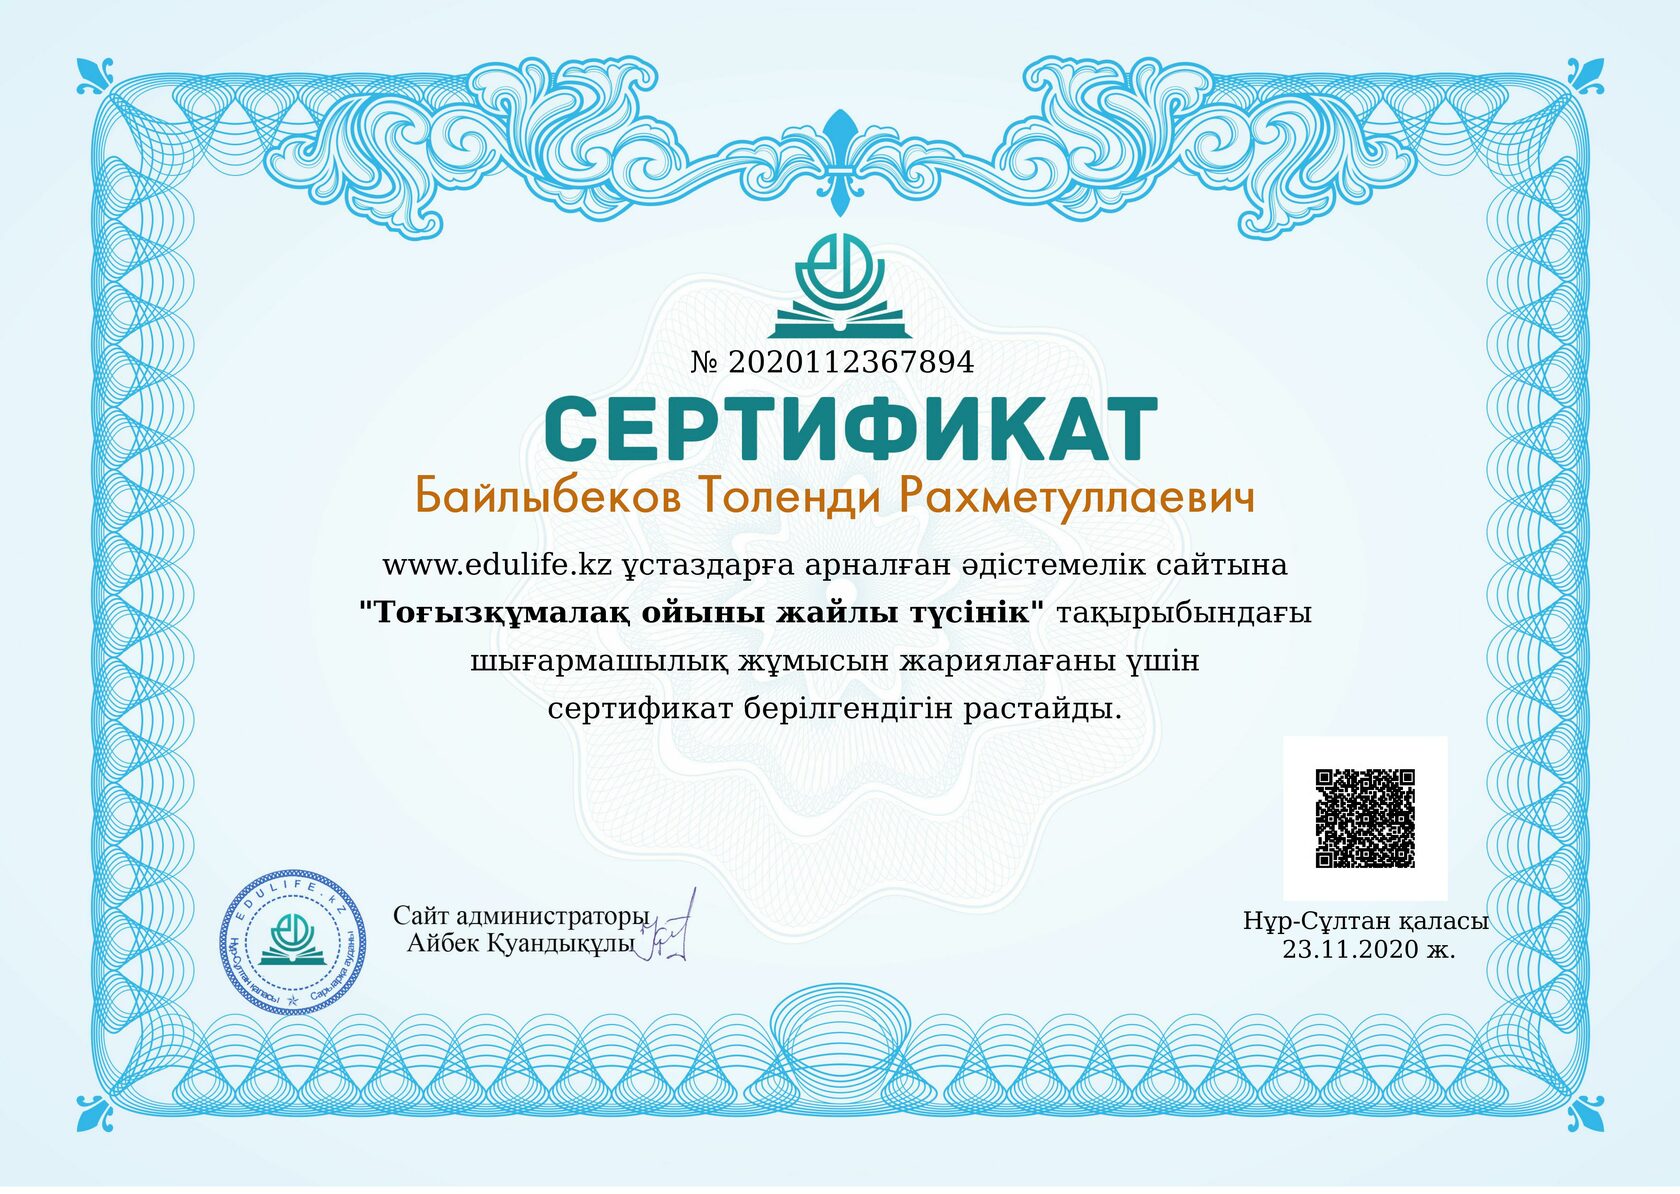 № 2020112367894
СЕРТИФИКАТ
Байлыбеков Толенди Рахметуллаевич
www.edulife.kz ұстаздарға арналған әдістемелік сайтына
"Тоғызқұмалақ ойыны жайлы түсінік" тақырыбындағы
шығармашылық жұмысын жариялағаны үшін
сертификат берілгендігін растайды.
EDULIFE.KZ
Нұр-Сұлтан қаласы
Сарыарқа ауданы
Сайт администраторы
Айбек Қуандықұлы
Нұр-Сұлтан қаласы
23.11.2020 ж.